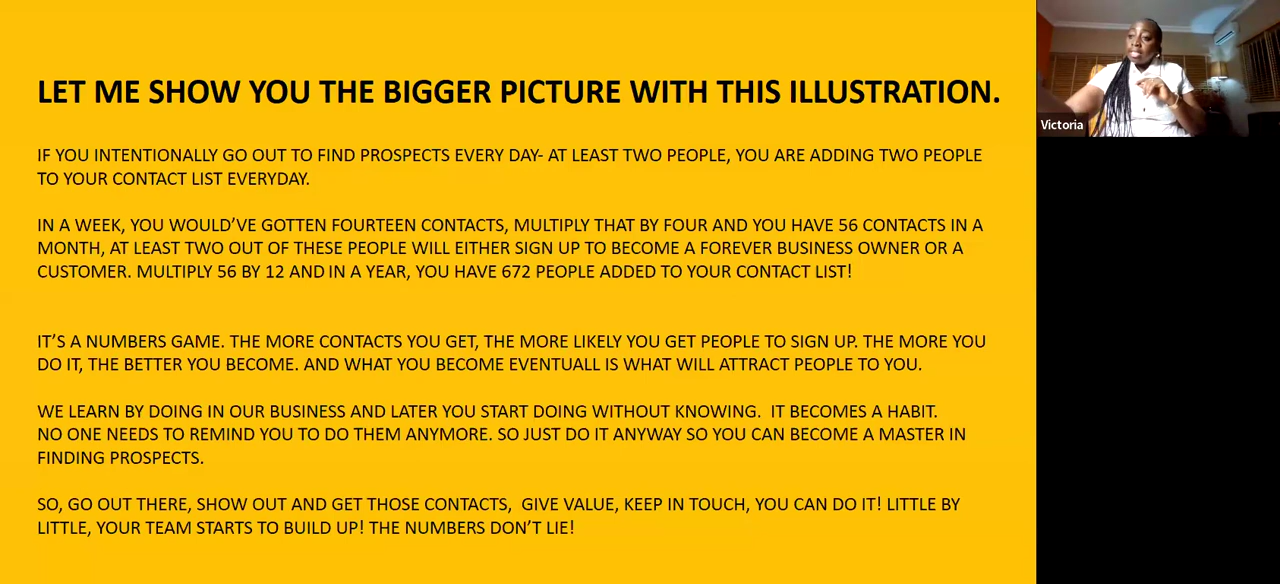 LET ME SHOW YOU THE BIGGER PICTURE WITH THIS ILLUSTRATION.
IF YOU INTENTIONALLY GO OUT TO FIND PROSPECTS EVERY DAY- AT LEAST TWO PEOPLE, YOU ARE ADDING TWO PEOPLE
TO YOUR CONTACT LIST EVERYDAY.
IN A WEEK, YOU WOULD'VE GOTTEN FOURTEEN CONTACTS, MULTIPLY THAT BY FOUR AND YOU HAVE 56 CONTACTS IN A
MONTH, AT LEAST TWO OUT OF THESE PEOPLE WILL EITHER SIGN UP TO BECOME A FOREVER BUSINESS OWNER OR A
CUSTOMER. MULTIPLY 56 BY 12 AND IN A YEAR, YOU HAVE 672 PEOPLE ADDED TO YOUR CONTACT LIST!
IT'S A NUMBERS GAME. THE MORE CONTACTS YOU GET, THE MORE LIKELY YOU GET PEOPLE TO SIGN UP. THE MORE YOU
DO IT, THE BETTER YOU BECOME. AND WHAT YOU BECOME EVENTUALL IS WHAT WILL ATTRACT PEOPLE TO YOU.
WE LEARN BY DOING IN OUR BUSINESS AND LATER YOU START DOING WITHOUT KNOWING.  IT BECOMES A HABIT.
NO ONE NEEDS TO REMIND YOU TO DO THEM ANYMORE. SO JUST DO IT ANYWAY SO YOU CAN BECOME A MASTER IN
FINDING PROSPECTS.
SO, GO OUT THERE, SHOW OUT AND GET THOSE CONTACTS,  GIVE VALUE, KEEP IN TOUCH, YOU CAN DO IT! LITTLE BY
LITTLE, YOUR TEAM STARTS TO BUILD UP! THE NUMBERS DON'T LIE!
Victoria